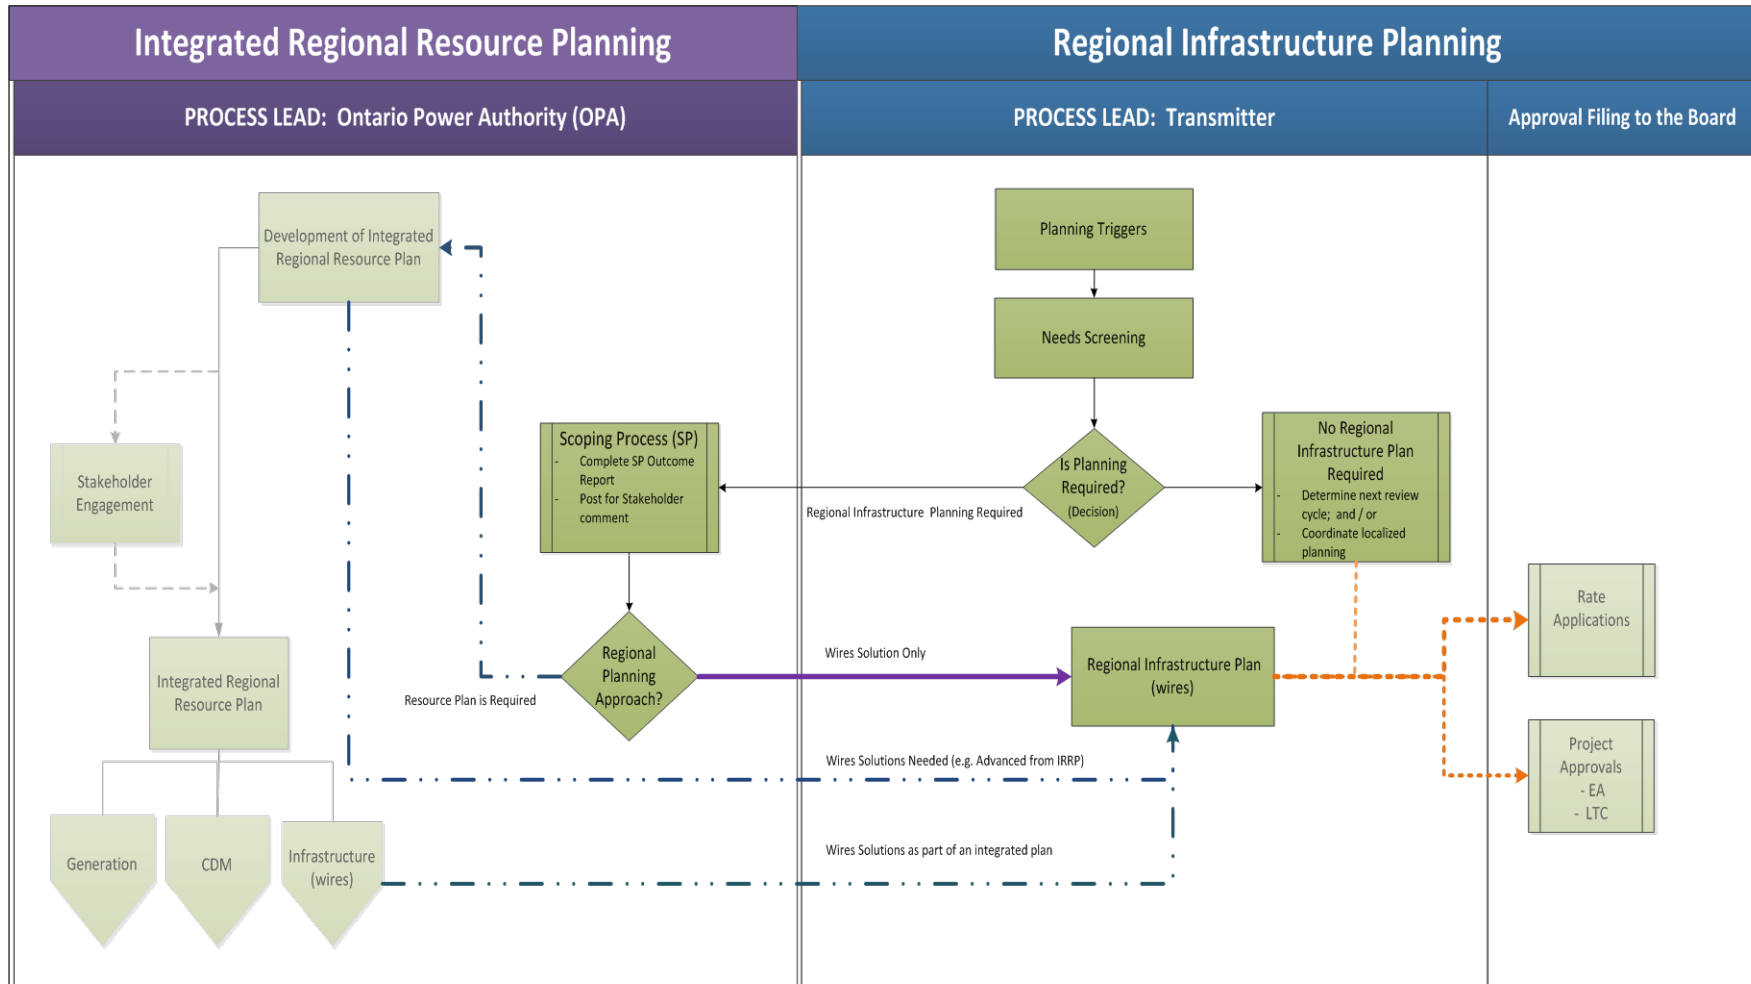 Integrated Regional Resource Planning
Regional Infrastructure Planning
PROCESS LEAD: Ontario Power Authority (OPA)
PROCESS LEAD: Transmitter
Approval Filing to the Board
Development of Integrated
Regional Resource Plan
Planning Triggers
Needs Screening
Stakeholder
Engagement
Scoping Process (SP)
- Complete SP Outcome
Report
- Post for Stakeholder
comment
Is Planning
Required?
(Decision)
Regional Infrastructure Planning Required
No Regional
Infrastructure Plan
Required
- Determine next review
cycle; and / or
- Coordinate localized
planning
Rate
Applications
Integrated Regional
Resource Plan
Resource Plan is Required
Regional
Planning
Approach?
Wires Solution Only
Regional Infrastructure Plan
(wires)
Wires Solutions Needed (e.g. Advanced from IRRP)
Project
Approvals
- EA
- LTC
Generation
CDM
Infrastructure
(wires)
Wires Solutions as part of an integrated plan